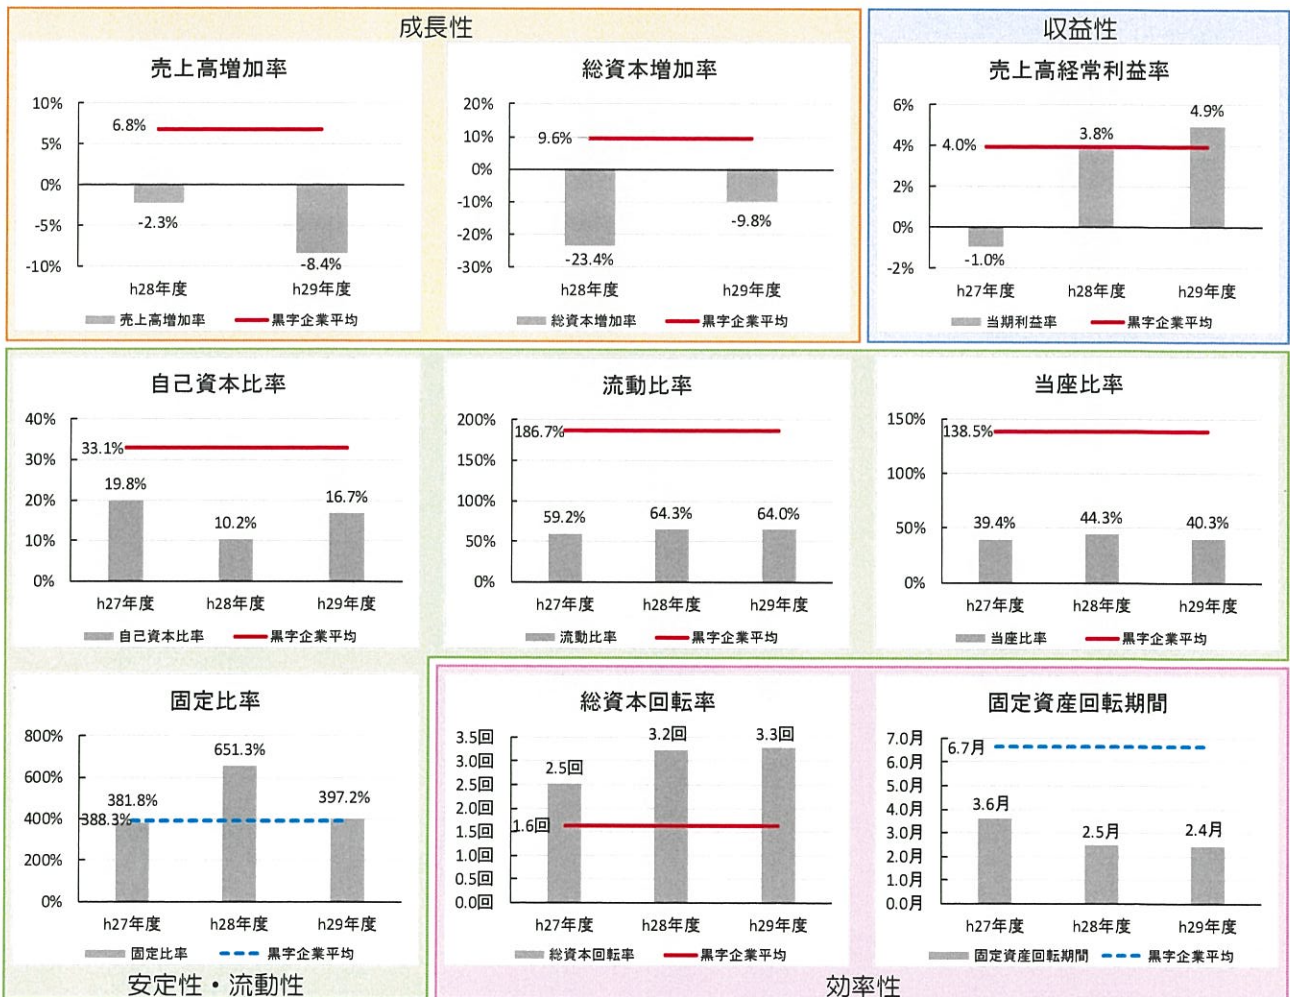 成長性
売上高増加率
10%
5%
0%
-5%
-10%
6.8%
-2.3%
-8.4%
h28年度
h29年度
売上高増加率
黒字企業平均
総資本増加率
20%
10%
0%
-10%
-20%
-30%
9.6%
-23.4%
-9.8%
h28年度
h29年度
総資本増加率
黒字企業平均
収益性
売上高経常利益率
6%
4%
2%
0%
-2%
4.0%
-1.0%
3.8%
4.9%
h27年度
h28年度
h29年度
当期利益率
黒字企業平均
自己資本比率
40%
30%
20%
10%
0%
33.1%
19.8%
10.2%
16.7%
h27年度
h28年度
h29年度
自己資本比率
黒字企業平均
流動比率
200%
150%
100%
50%
0%
186.7%
59.2%
64.3%
64.0%
h27年度
h28年度
h29年度
流動比率
黒字企業平均
当座比率
150%
100%
50%
0%
138.5%
39.4%
44.3%
40.3%
h27年度
h28年度
h29年度
当座比率
黒字企業平均
固定比率
800%
600%
400%
200%
0%
388.3%
381.8%
651.3%
397.2%
h27年度
h28年度
h29年度
固定比率
黒字企業平均
安定性・流動性
総資本回転率
3.5回
3.0回
2.5回
2.0回
1.5回
1.0回
0.5回
0.0回
1.6回
2.5回
3.2回
3.3回
h27年度
h28年度
h29年度
総資本回転率
黒字企業平均
固定資産回転期間
7.0月
6.0月
5.0月
4.0月
3.0月
2.0月
1.0月
0.0月
6.7月
3.6月
2.5月
2.4月
h27年度
h28年度
h29年度
固定資産回転期間
黒字企業平均
効率性